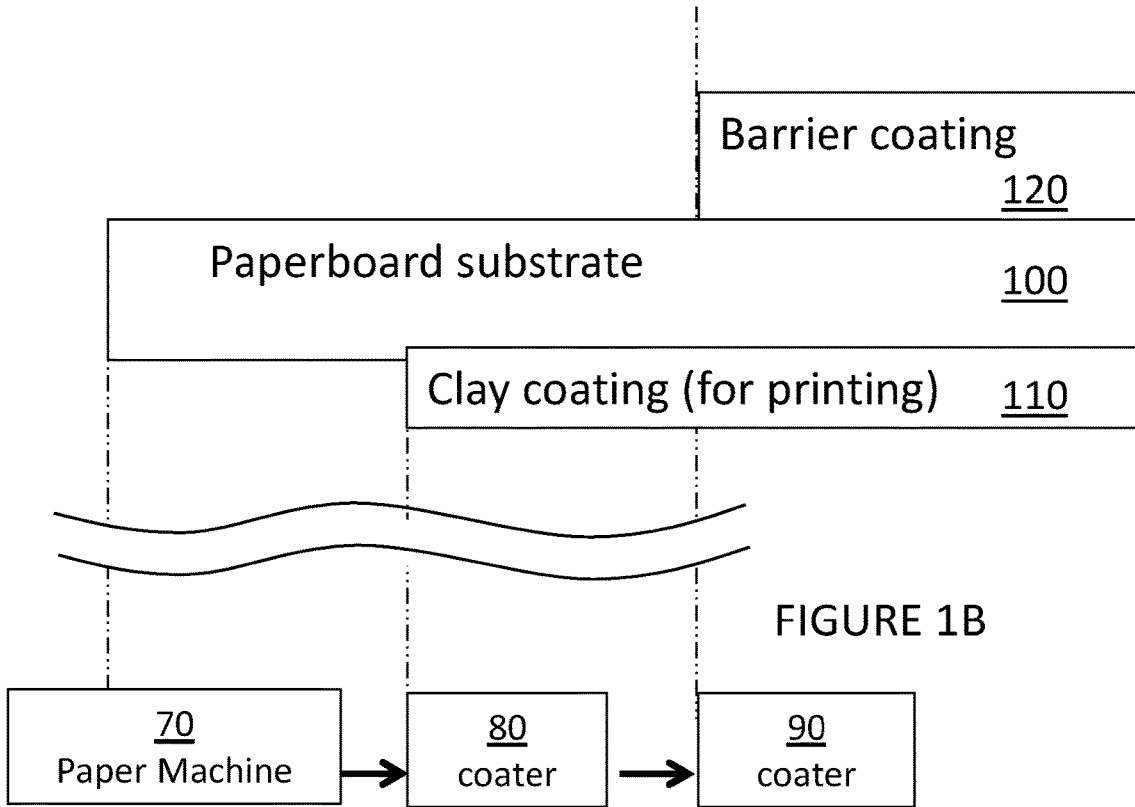 Barrier coating
120
Paperboard substrate
100
Clay coating (for printing)
110
FIGURE 1B
70
Paper Machine
80
coater
90
coater